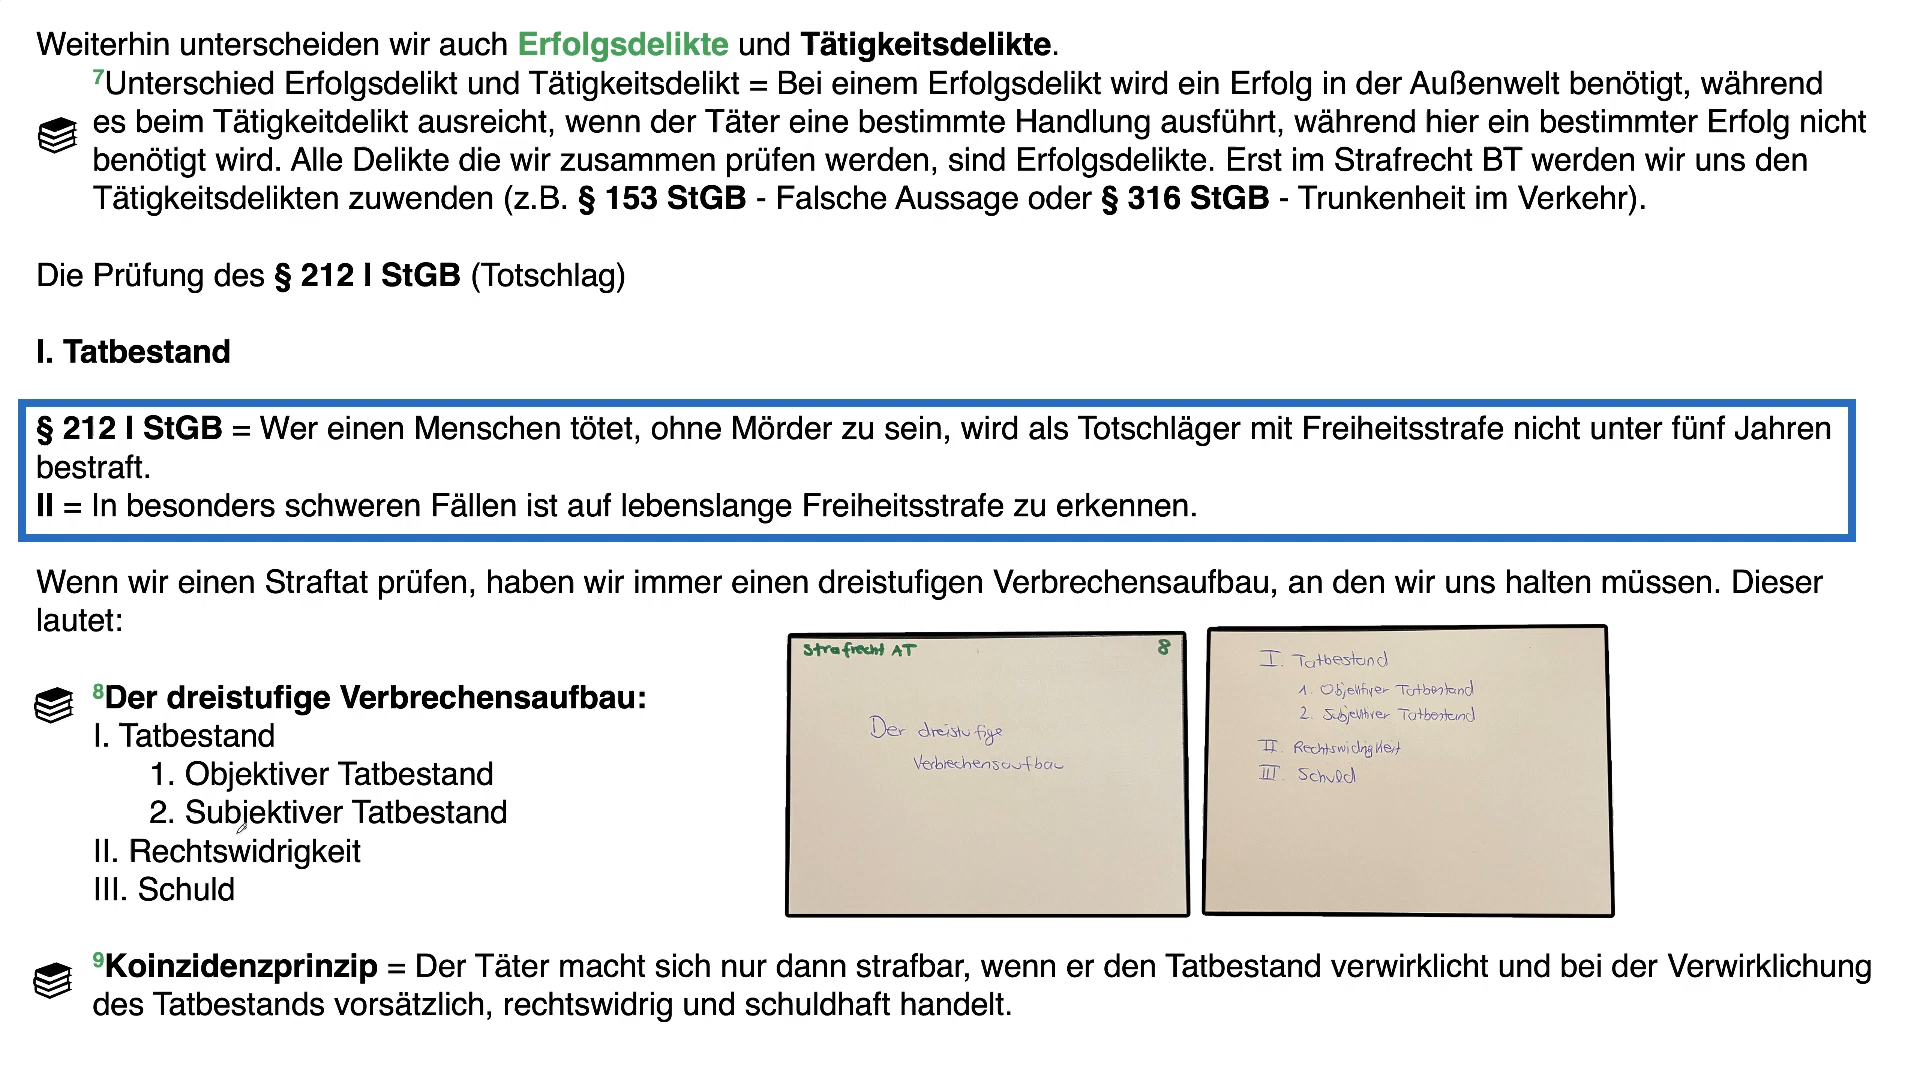 Weiterhin unterscheiden wir auch Erfolgsdelikte und Tätigkeitsdelikte.
7Unterschied Erfolgsdelikt und Tätigkeitsdelikt = Bei einem Erfolgsdelikt wird ein Erfolg in der Außenwelt benötigt, während
es beim Tätigkeitdelikt ausreicht, wenn der Täter eine bestimmte Handlung ausführt, während hier ein bestimmter Erfolg nicht
benötigt wird. Alle Delikte die wir zusammen prüfen werden, sind Erfolgsdelikte. Erst im Strafrecht BT werden wir uns den
Tätigkeitsdelikten zuwenden (z.B. § 153 StGB - Falsche Aussage oder § 316 StGB - Trunkenheit im Verkehr).
Die Prüfung des § 212 I StGB (Totschlag)
I. Tatbestand
§ 212 I StGB = Wer einen Menschen tötet, ohne Mörder zu sein, wird als Totschläger mit Freiheitsstrafe nicht unter fünf Jahren
bestraft.
II = In besonders schweren Fällen ist auf lebenslange Freiheitsstrafe zu erkennen.
Wenn wir einen Straftat prüfen, haben wir immer einen dreistufigen Verbrechensaufbau, an den wir uns halten müssen. Dieser
lautet:
8Der dreistufige Verbrechensaufbau:
I. Tatbestand
1. Objektiver Tatbestand
2. Subjektiver Tatbestand
II. Rechtswidrigkeit
III. Schuld
Strafrecht AT 8
Der dreistufige
Verbrechensaufbau
I. Tatbestand
1. Objektiver Tatbestand
2. Subjektiver Tatbestand
II. Rechtswidrigkeit
III. Schuld
9Koinzidenzprinzip = Der Täter macht sich nur dann strafbar, wenn er den Tatbestand verwirklicht und bei der Verwirklichung
des Tatbestands vorsätzlich, rechtswidrig und schuldhaft handelt.